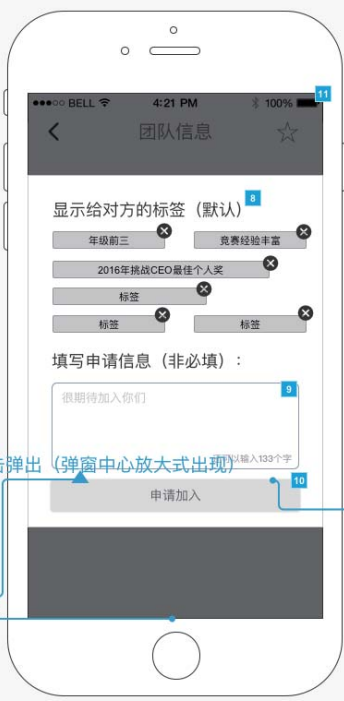 BELL 4:21 PM 100%
11
团队信息
显示给对方的标签（默认）
8
年级前三 竞赛经验丰富
2016年挑战CEO最佳个人奖
标签
标签 标签
填写申请信息（非必填）:
很期待加入你们
9
击弹出（弹窗中心放大式出现）
以输入133个字
10
申请加入